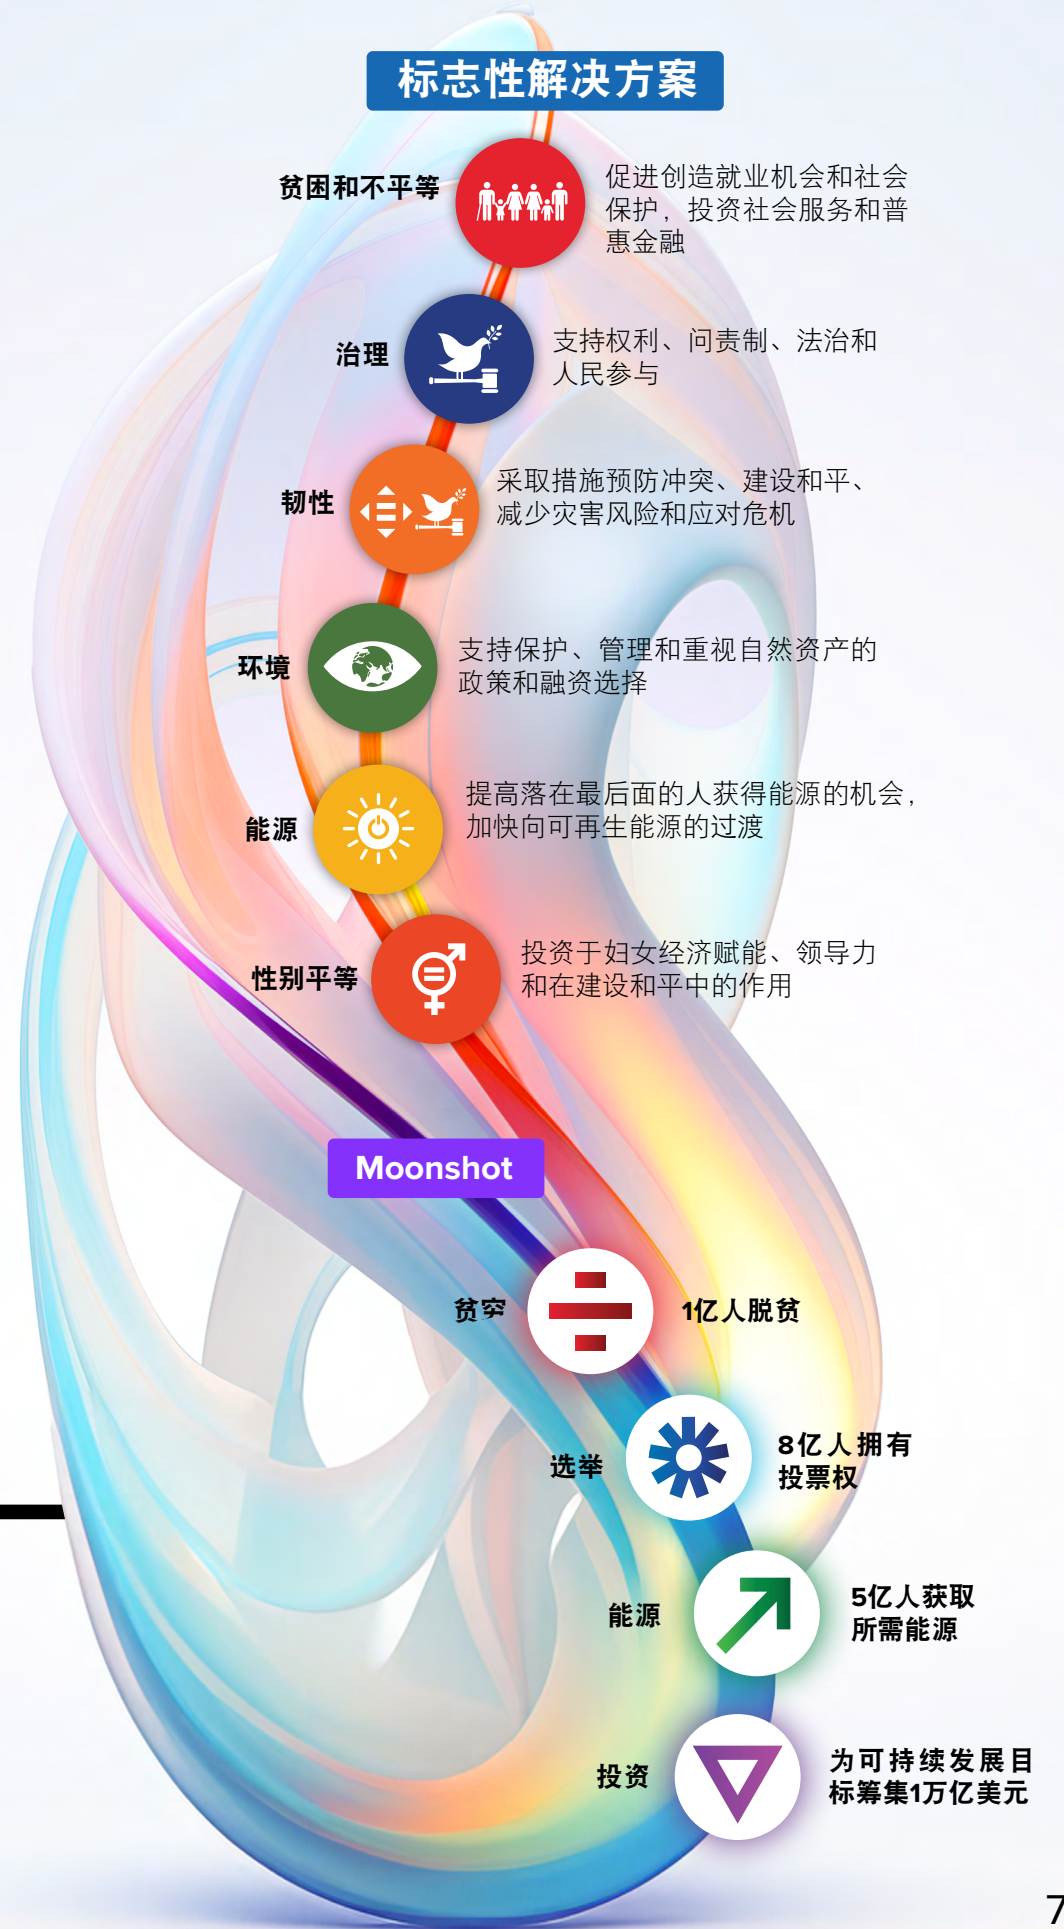 标志性解决方案
贫困和不平等
促进创造就业机会和社会
保护，投资社会服务和普
惠金融
治理
支持权利、问责制、法治和
人民参与
韧性
采取措施预防冲突、建设和平、
减少灾害风险和应对危机
环境
支持保护、管理和重视自然资产的
政策和融资选择
能源
提高落在最后面的人获得能源的机会，
加快向可再生能源的过渡
性别平等
投资于妇女经济赋能、领导力
和在建设和平中的作用
Moonshot
贫穷
1亿人脱贫
选举
8亿人拥有
投票权
能源
5亿人获取
所需能源
投资
为可持续发展目
标筹集1万亿美元
7